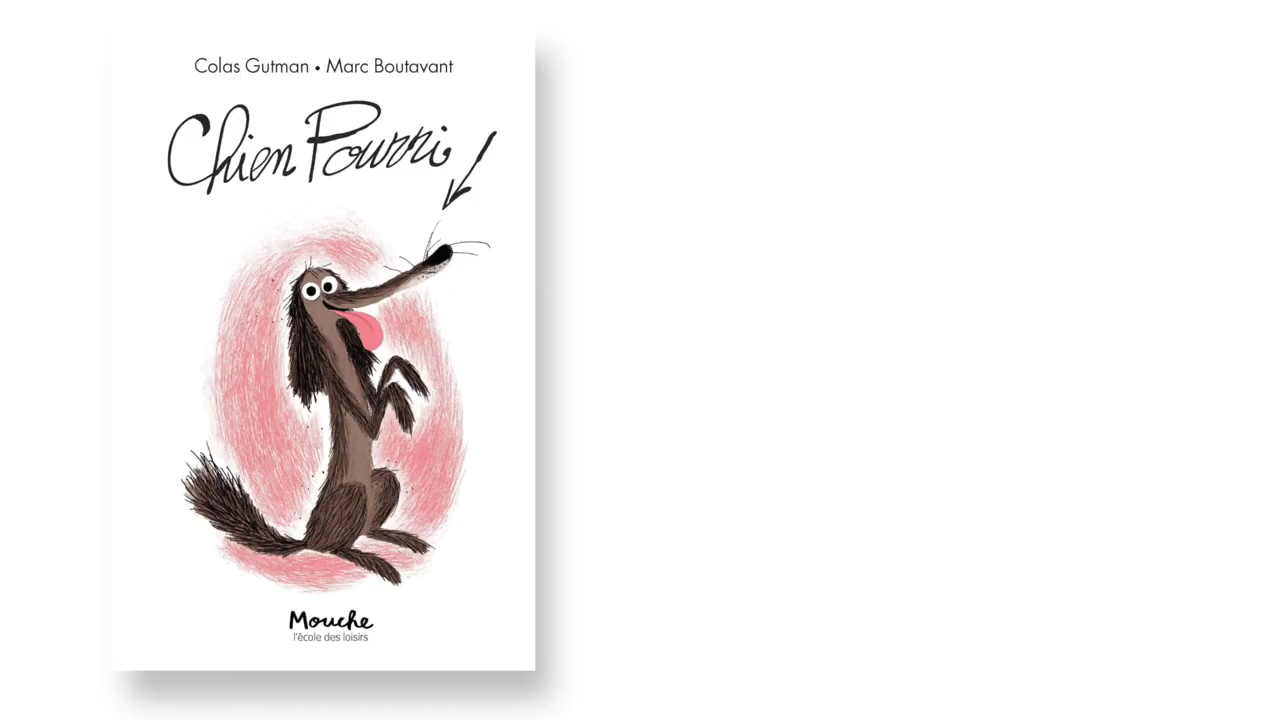 Colas Gutman • Marc Boutavant
Chien Pourri
Mouche
l'école des loisirs